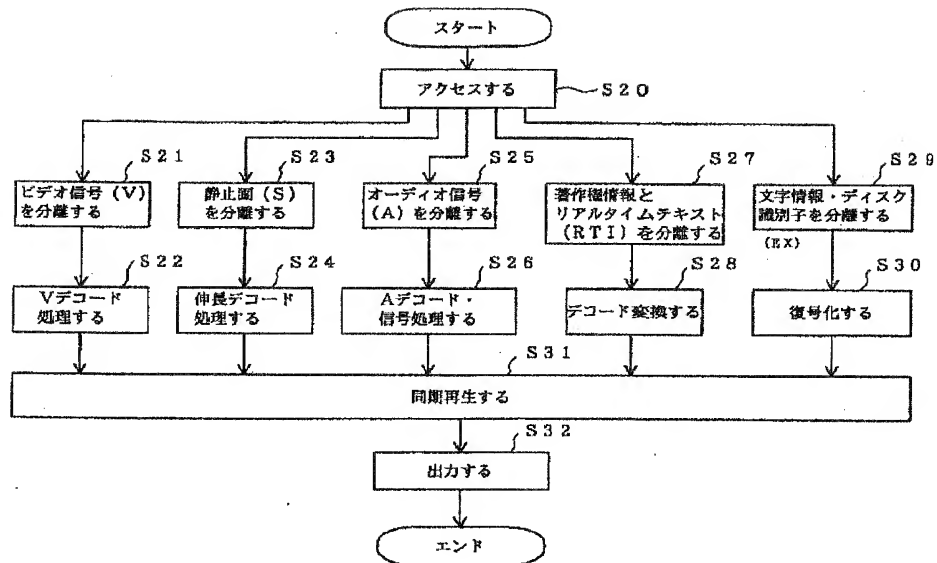 スタート
アクセスする
S20
S21
S23
S25
S27
S29
ビデオ信号(V)
を分離する
静止画(S)
を分離する
オーディオ信号
(A)を分離する
著作権情報と
リアルタイムテキスト
(RTI)を分離する
文字情報・ディスク
識別子を分離する
(EX)
S22
S24
S26
S28
S30
Vデコード
処理する
伸長デコード
処理する
Aデコード・
信号処理する
デコード変換する
復号化する
S31
同期再生する
S32
出力する
エンド